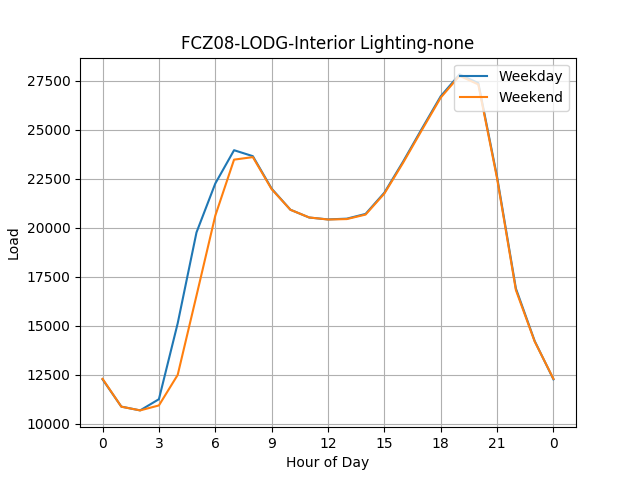 FCZ08-LODG-Interior Lighting-none
Weekday
Weekend
27500
25000
22500
20000
17500
15000
12500
10000
Load
0 3 6 9 12 15 18 21 0
Hour of Day